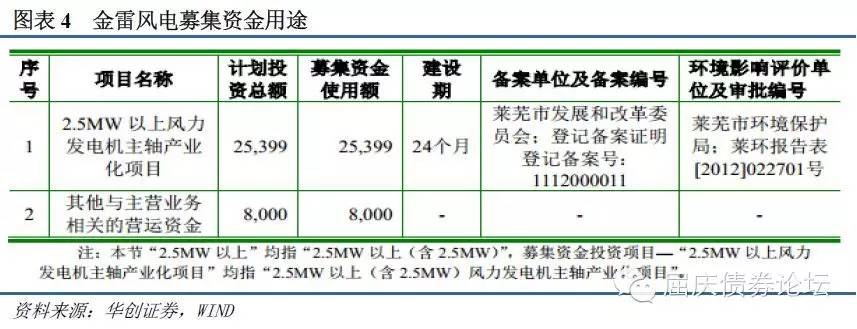 图表 4 金雷风电募集资金用途
序号 项目名称 计划投资总额 募集资金使用额 建设期 备案单位及备案编号 环境影响评价单位及审批编号
1 2.5MW 以上风力发电机主轴产业化项目 25,399 25,399 24个月 莱芜市发展和改革委员会；登记备案证明登记备案号：1112000011 莱芜市环境保护局；莱环报告表[2012]022701号
2 其他与主营业务相关的营运资金 8,000 8,000 - - -
注：本节“2.5MW 以上”均指“2.5MW 以上（含 2.5MW）”，募集资金投资项目—“2.5MW 以上风力
发电机主轴产业化项目”均指“2.5MW 以上（含 2.5MW）风力发电机主轴产业化项目”。
屈庆债券论坛
资料来源：华创证券，WIND